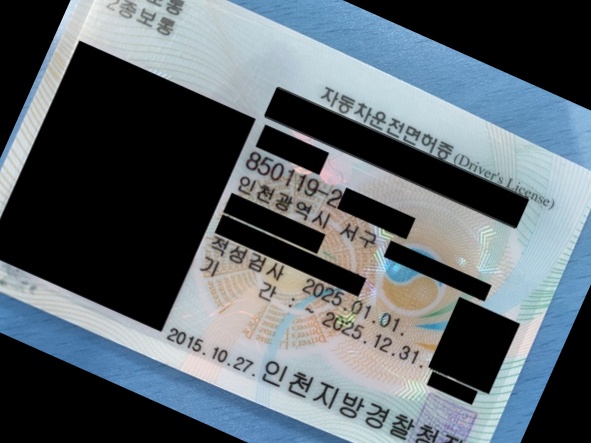 2종보통
자동차운전면허증 (Driver's License)
850119-2
인천광역시 서구
적성검사 2025.01.01.
기 간 : ~ 2025.12.31.
2015.10.27. 인천지방경찰청